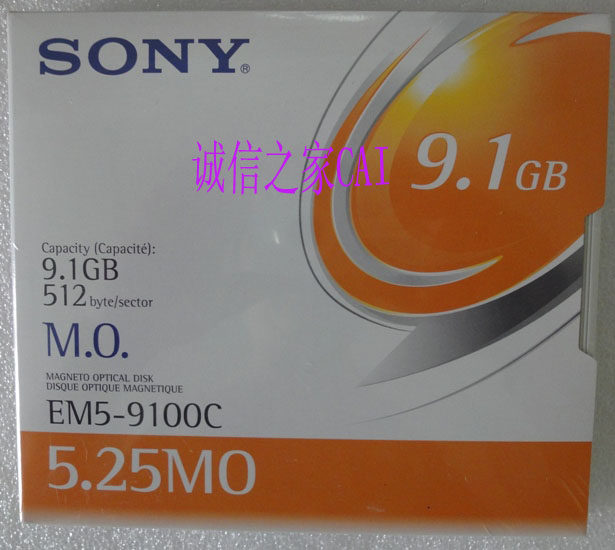 SONY®
诚信之家CAI
9.1GB
Capacity (Capacité):
9.1GB
512 byte/sector
M.O.
MAGNETO OPTICAL DISK
DISQUE OPTIQUE MAGNETIQUE
EM5-9100C
5.25MO